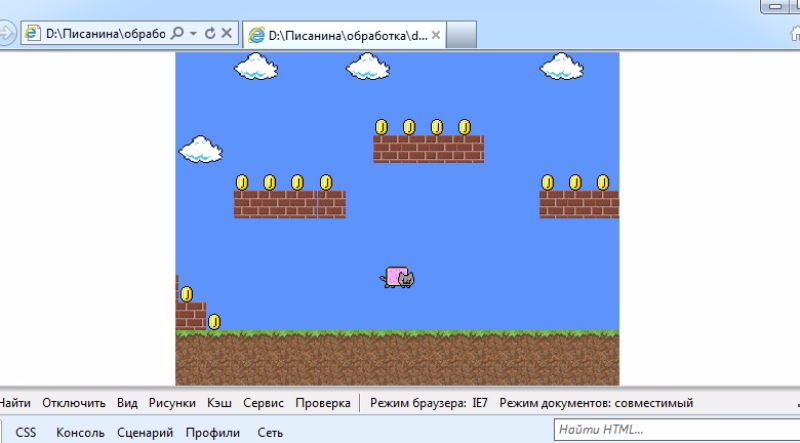 D:\Писанина\обрабо
D:\Писанина\обработка\d...
Найти Отключить Вид Рисунки Кэш Сервис Проверка Режим браузера: IE7 Режим документов: совместимый
CSS Консоль Сценарий Профили Сеть Найти HTML...